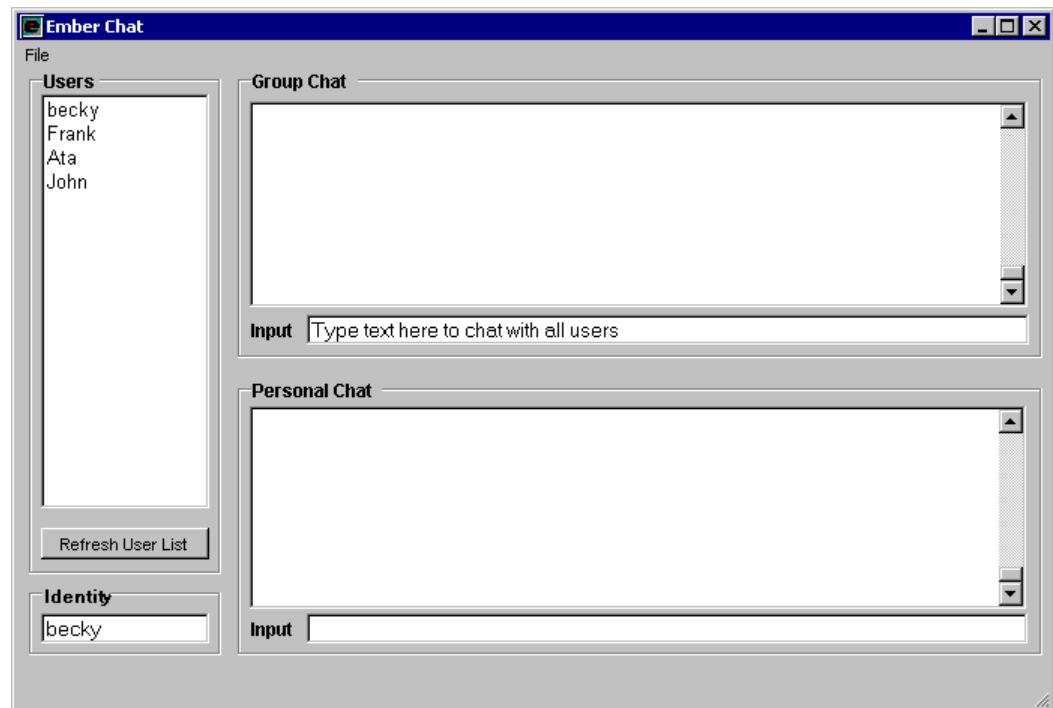 Ember Chat
File
Users
becky
Frank
Ata
John
Refresh User List
Identity
becky
Group Chat
Input Type text here to chat with all users
Personal Chat
Input